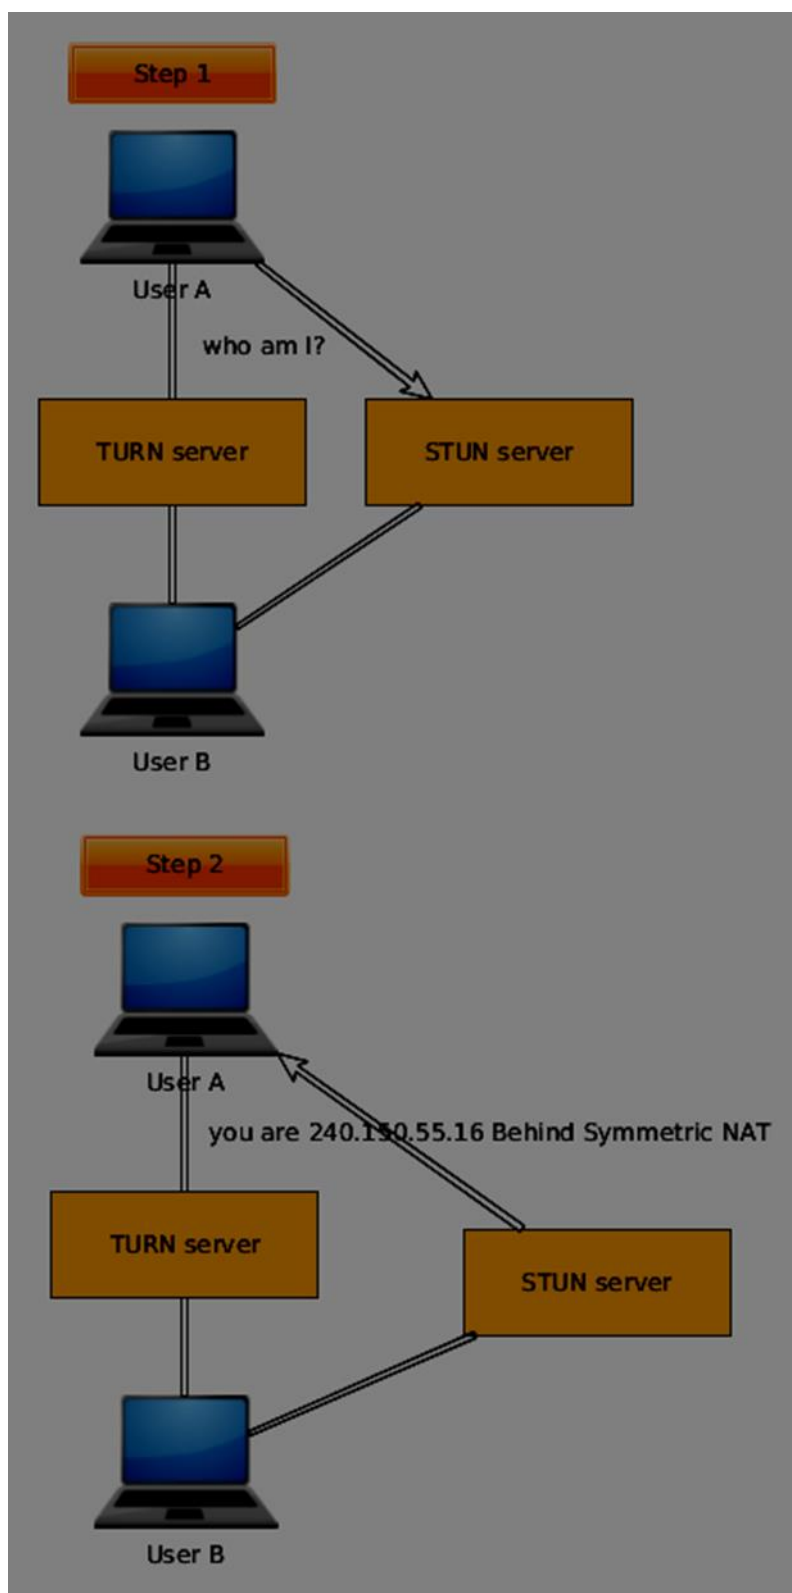 Step 1
User A
who am I?
TURN server
STUN server
User B
Step 2
User A
you are 240.150.55.16 Behind Symmetric NAT
TURN server
STUN server
User B